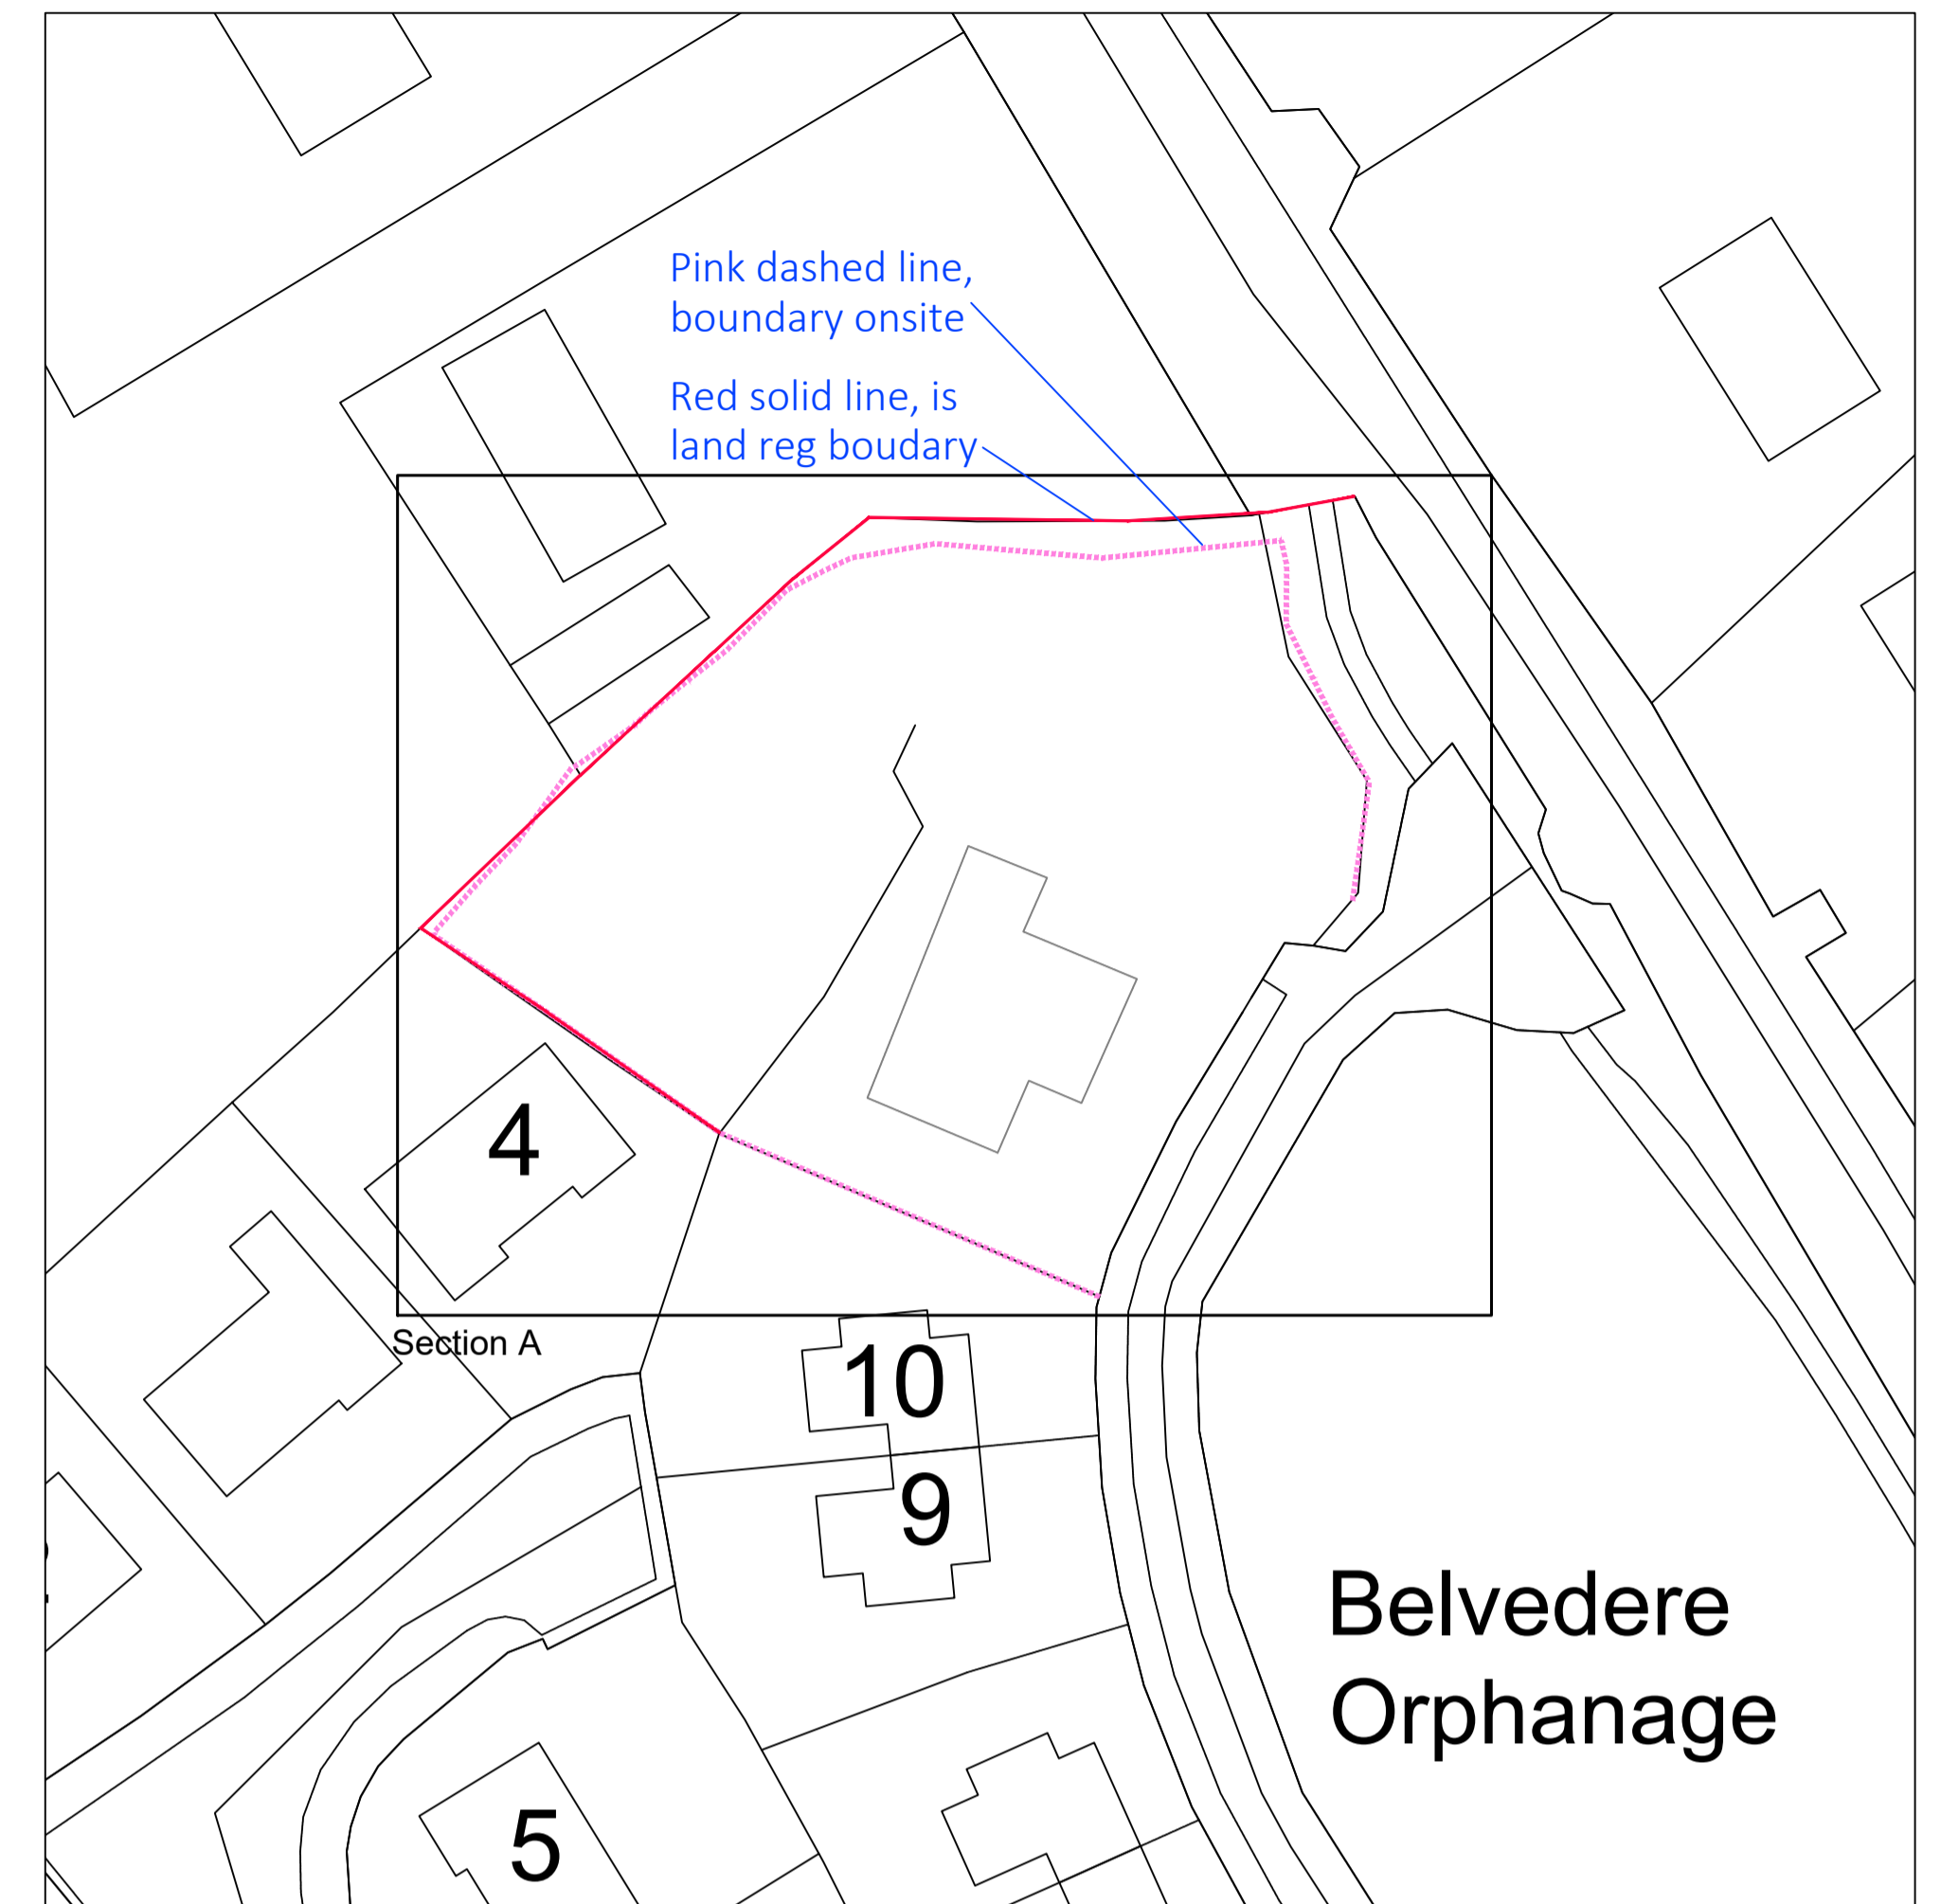 Pink dashed line,
boundary onsite
Red solid line, is
land reg boudary
4
Section A
10
9
Belvedere
Orphanage
5